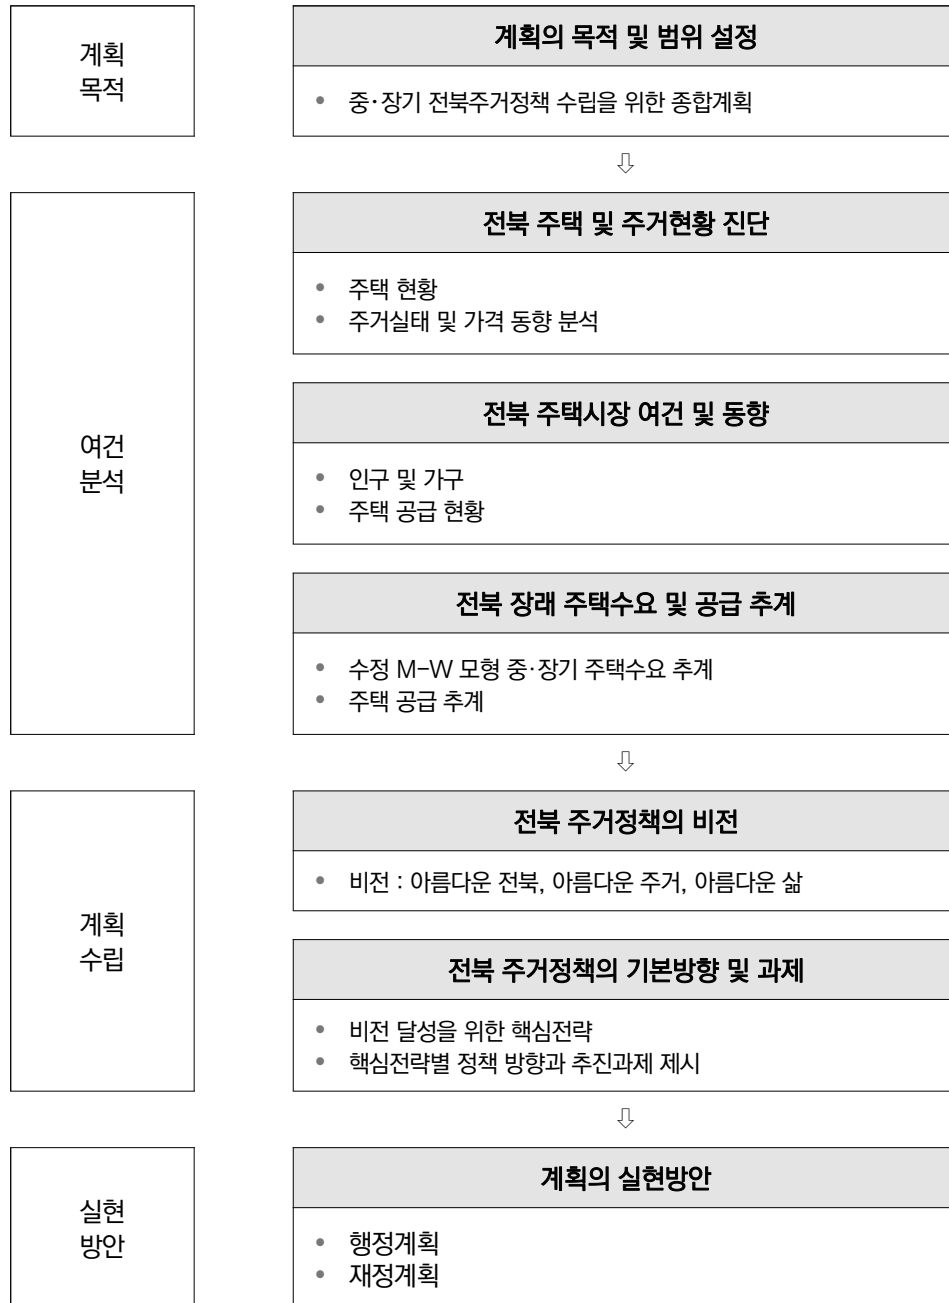 계획
목적
계획의 목적 및 범위 설정
• 중·장기 전북주거정책 수립을 위한 종합계획
⇩
여건
분석
전북 주택 및 주거현황 진단
• 주택 현황
• 주거실태 및 가격 동향 분석
전북 주택시장 여건 및 동향
• 인구 및 가구
• 주택 공급 현황
전북 장래 주택수요 및 공급 추계
• 수정 M-W 모형 중·장기 주택수요 추계
• 주택 공급 추계
⇩
계획
수립
전북 주거정책의 비전
• 비전 : 아름다운 전북, 아름다운 주거, 아름다운 삶
전북 주거정책의 기본방향 및 과제
• 비전 달성을 위한 핵심전략
• 핵심전략별 정책 방향과 추진과제 제시
⇩
실현
방안
계획의 실현방안
• 행정계획
• 재정계획